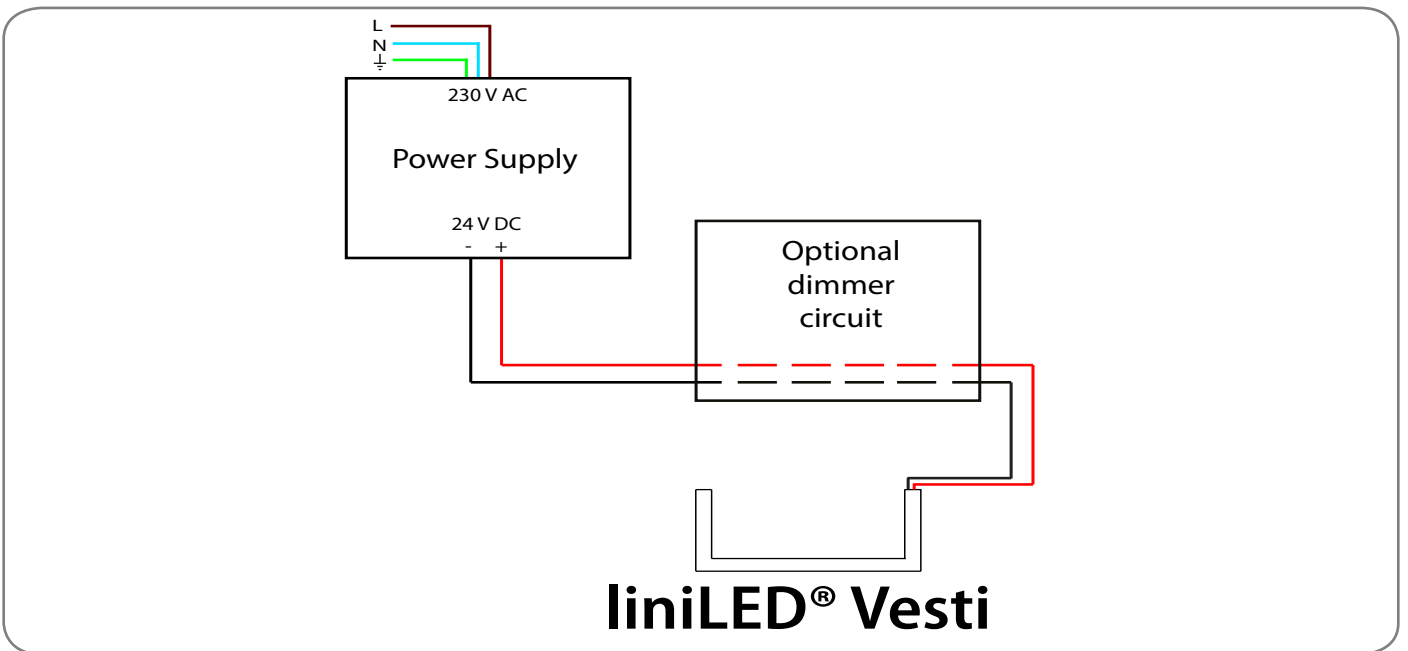 L
N
⏚
230 V AC
Power Supply
24 V DC
- +
Optional
dimmer
circuit
liniLED® Vesti